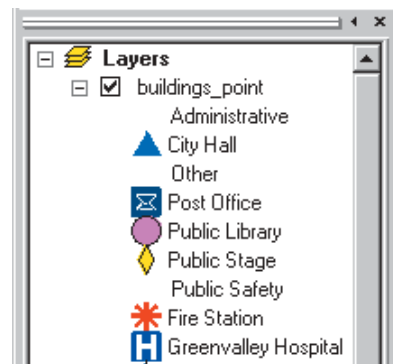 Layers
buildings_point
Administrative
City Hall
Other
Post Office
Public Library
Public Stage
Public Safety
Fire Station
H Greenvalley Hospital